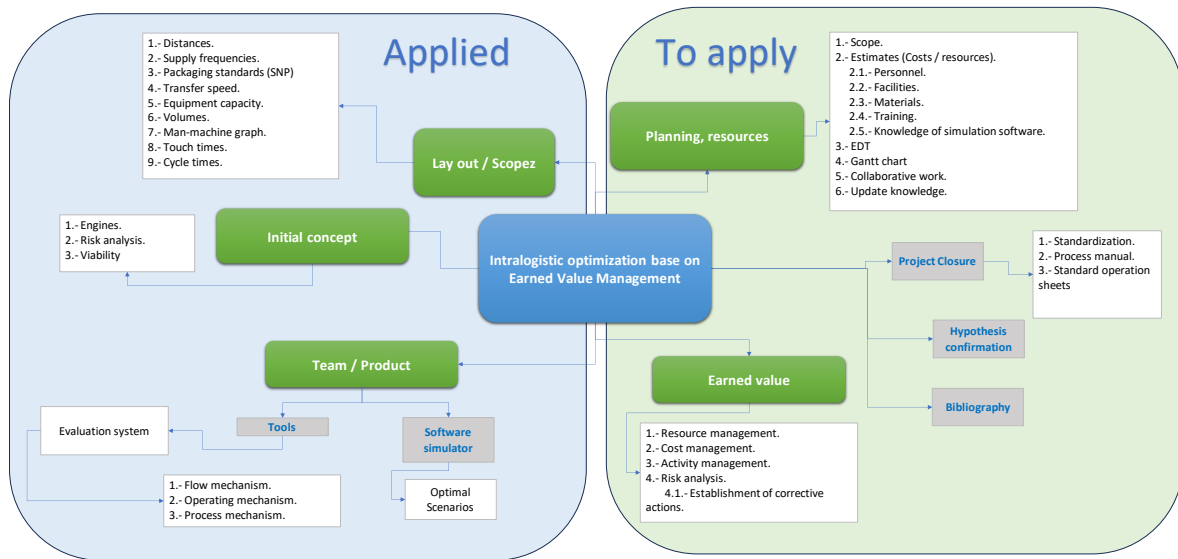 Applied
1.- Distances.
2.- Supply frequencies.
3.- Packaging standards (SNP)
4.- Transfer speed.
5.- Equipment capacity.
6.- Volumes.
7.- Man-machine graph.
8.- Touch times.
9.- Cycle times.
Lay out / Scopez
1.- Engines.
2.- Risk analysis.
3.- Viability
Initial concept
Intralogistic optimization base on
Earned Value Management
Team / Product
Tools
Software
simulator
Evaluation system
1.- Flow mechanism.
2.- Operating mechanism.
3.- Process mechanism.
Optimal
Scenarios
To apply
Planning, resources
1.- Scope.
2.- Estimates (Costs / resources).
2.1.- Personnel.
2.2.- Facilities.
2.3.- Materials.
2.4.- Training.
2.5.- Knowledge of simulation software.
3.- EDT
4.- Gantt chart
5.- Collaborative work.
6.- Update knowledge.
Project Closure
1.- Standardization.
2.- Process manual.
3.- Standard operation
sheets
Hypothesis
confirmation
Bibliography
Earned value
1.- Resource management.
2.- Cost management.
3.- Activity management.
4.- Risk analysis.
4.1.- Establishment of corrective
actions.